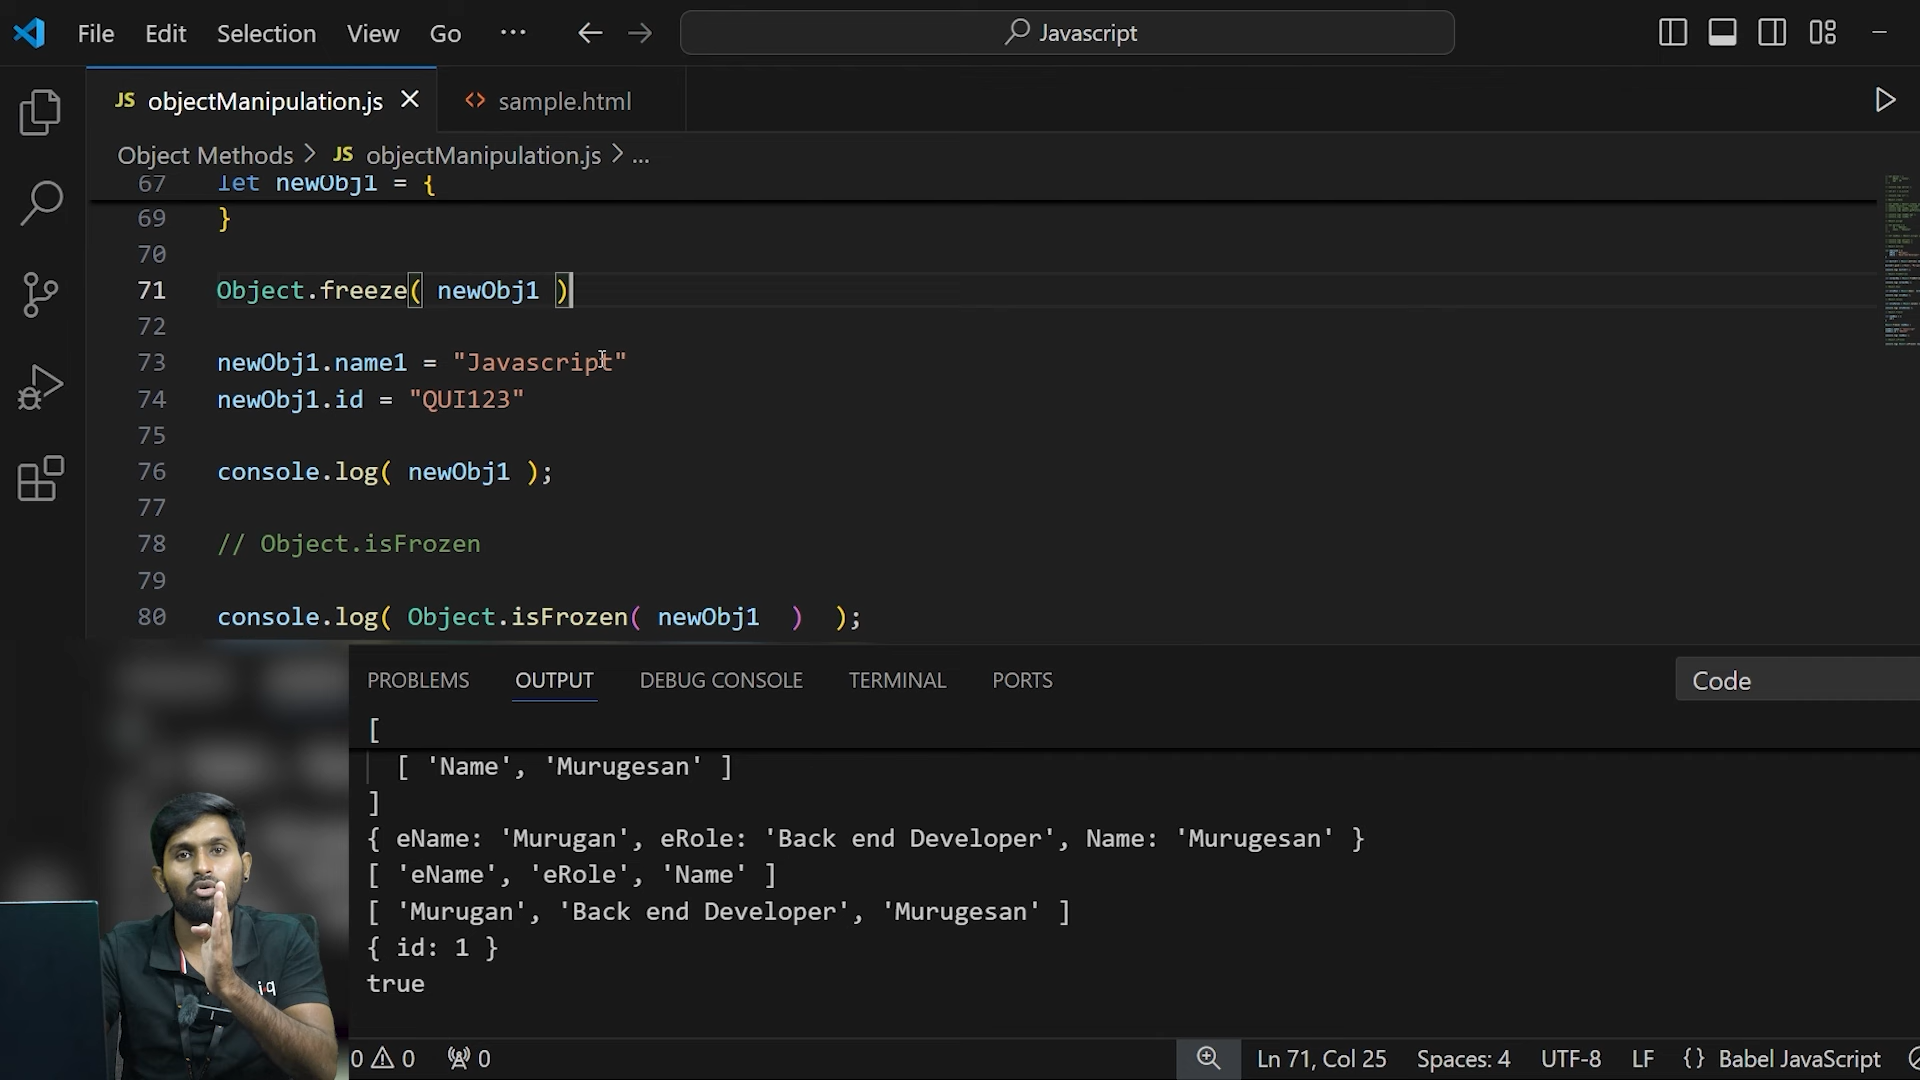 File Edit Selection View Go ... Javascript
JS objectManipulation.js sample.html
Object Methods > JS objectManipulation.js > ...
67 let newObj1 = {
69 }
70
71 Object.freeze( newObj1 )
72
73 newObj1.name1 = "Javascript"
74 newObj1.id = "QUI123"
75
76 console.log( newObj1 );
77
78 // Object.isFrozen
79
80 console.log( Object.isFrozen( newObj1 ) );
PROBLEMS OUTPUT DEBUG CONSOLE TERMINAL PORTS Code
[
[ 'Name', 'Murugesan' ]
]
{ eName: 'Murugan', eRole: 'Back end Developer', Name: 'Murugesan' }
[ 'eName', 'eRole', 'Name' ]
[ 'Murugan', 'Back end Developer', 'Murugesan' ]
{ id: 1 }
true
iq
0 0 0 Ln 71, Col 25 Spaces: 4 UTF-8 LF {} Babel JavaScript